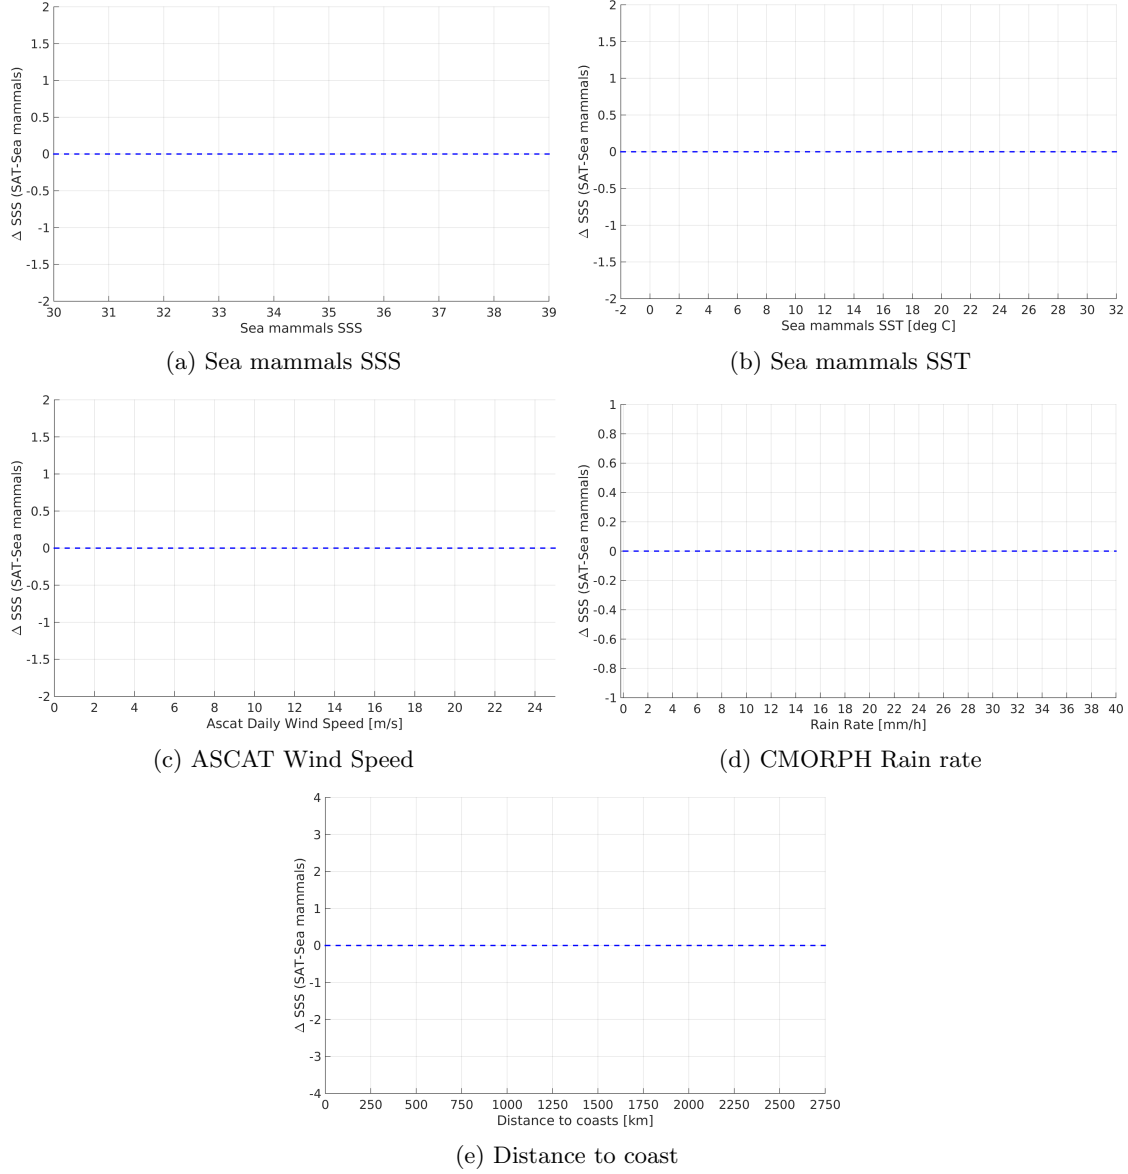 2
1.5
1
0.5
0
-0.5
-1
-1.5
-2
Δ SSS (SAT-Sea mammals)
30 31 32 33 34 35 36 37 38 39
Sea mammals SSS
(a) Sea mammals SSS
2
1.5
1
0.5
0
-0.5
-1
-1.5
-2
Δ SSS (SAT-Sea mammals)
-2 0 2 4 6 8 10 12 14 16 18 20 22 24 26 28 30 32
Sea mammals SST [deg C]
(b) Sea mammals SST
2
1.5
1
0.5
0
-0.5
-1
-1.5
-2
Δ SSS (SAT-Sea mammals)
0 2 4 6 8 10 12 14 16 18 20 22 24
Ascat Daily Wind Speed [m/s]
(c) ASCAT Wind Speed
1
0.8
0.6
0.4
0.2
0
-0.2
-0.4
-0.6
-0.8
-1
Δ SSS (SAT-Sea mammals)
0 2 4 6 8 10 12 14 16 18 20 22 24 26 28 30 32 34 36 38 40
Rain Rate [mm/h]
(d) CMORPH Rain rate
4
3
2
1
0
-1
-2
-3
-4
Δ SSS (SAT-Sea mammals)
0 250 500 750 1000 1250 1500 1750 2000 2250 2500 2750
Distance to coasts [km]
(e) Distance to coast